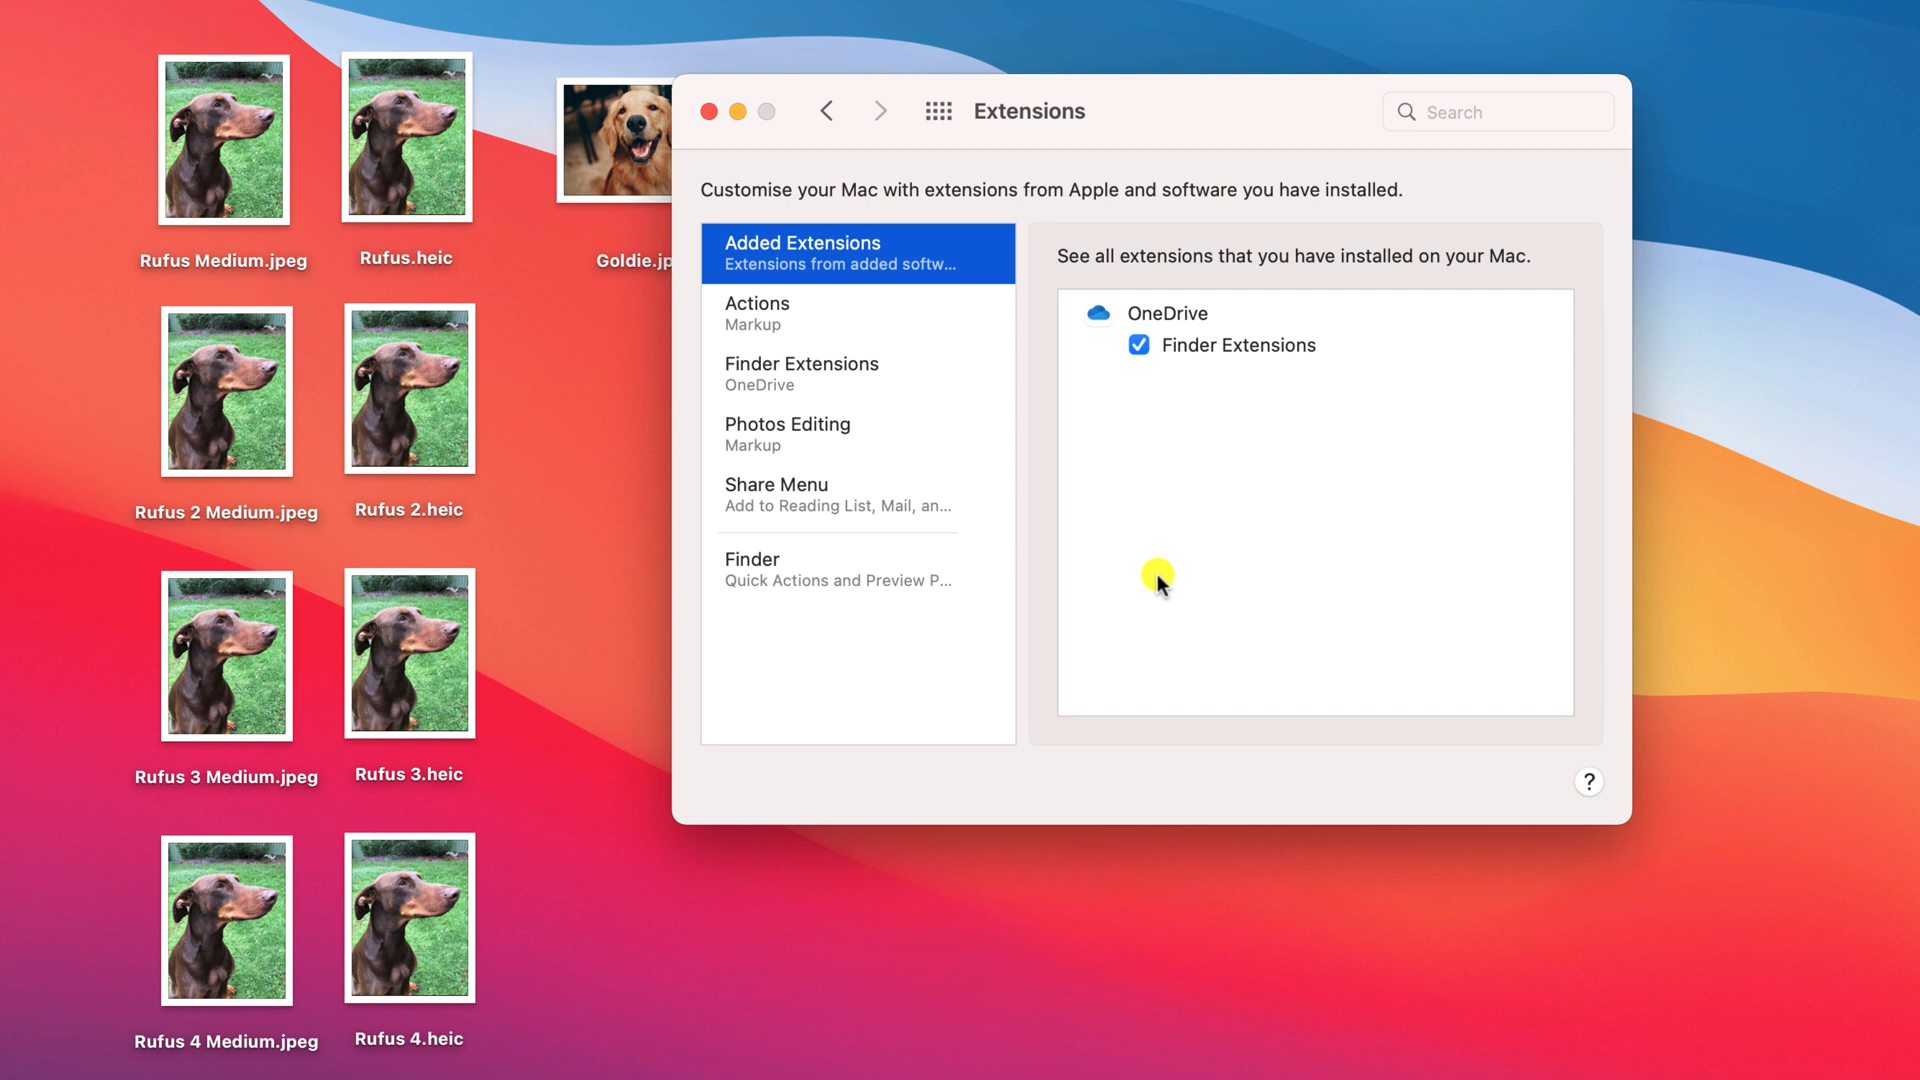 Rufus Medium.jpeg
Rufus.heic
Goldie.jp
Rufus 2 Medium.jpeg
Rufus 2.heic
Rufus 3 Medium.jpeg
Rufus 3.heic
Rufus 4 Medium.jpeg
Rufus 4.heic
Extensions
Search
Customise your Mac with extensions from Apple and software you have installed.
Added Extensions
Extensions from added softw...
Actions
Markup
Finder Extensions
OneDrive
Photos Editing
Markup
Share Menu
Add to Reading List, Mail, an...
Finder
Quick Actions and Preview P...
See all extensions that you have installed on your Mac.
OneDrive
Finder Extensions
?